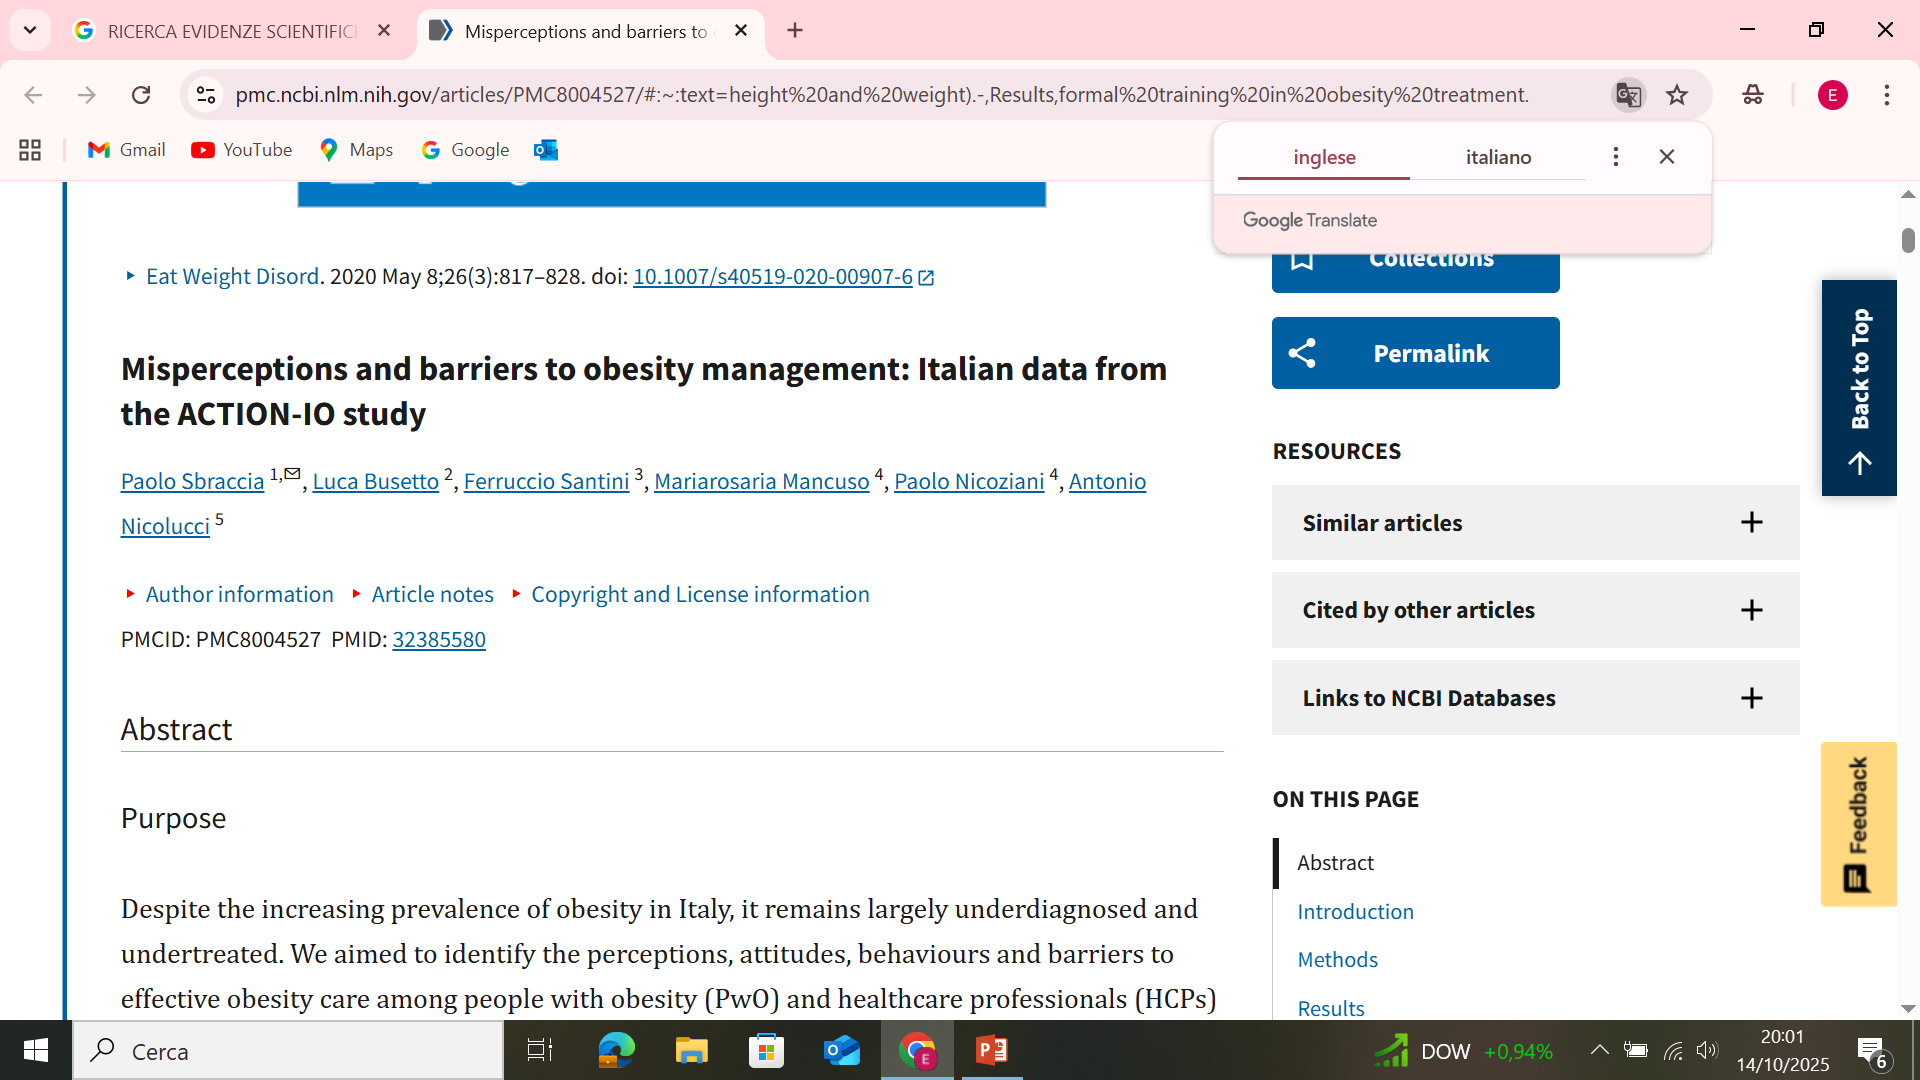 RICERCA EVIDENZE SCIENTIFICI
Misperceptions and barriers to
pmc.ncbi.nlm.nih.gov/articles/PMC8004527/#:~:text=height%20and%20weight).-,Results,formal%20training%20in%20obesity%20treatment.
E
Gmail
YouTube
Maps
Google
inglese
italiano
Google Translate
Eat Weight Disord. 2020 May 8;26(3):817–828. doi: 10.1007/s40519-020-00907-6
Misperceptions and barriers to obesity management: Italian data from
the ACTION-IO study
Paolo Sbraccia 1,✉, Luca Busetto 2, Ferruccio Santini 3, Mariarosaria Mancuso 4, Paolo Nicoziani 4, Antonio
Nicolucci 5
Author information
Article notes
Copyright and License information
PMCID: PMC8004527 PMID: 32385580
Abstract
Purpose
Despite the increasing prevalence of obesity in Italy, it remains largely underdiagnosed and
undertreated. We aimed to identify the perceptions, attitudes, behaviours and barriers to
effective obesity care among people with obesity (PwO) and healthcare professionals (HCPs)
Collections
Permalink
RESOURCES
Similar articles
Cited by other articles
Links to NCBI Databases
ON THIS PAGE
Abstract
Introduction
Methods
Results
Back to Top
Feedback
Cerca
E
DOW +0,94%
20:01
14/10/2025
6